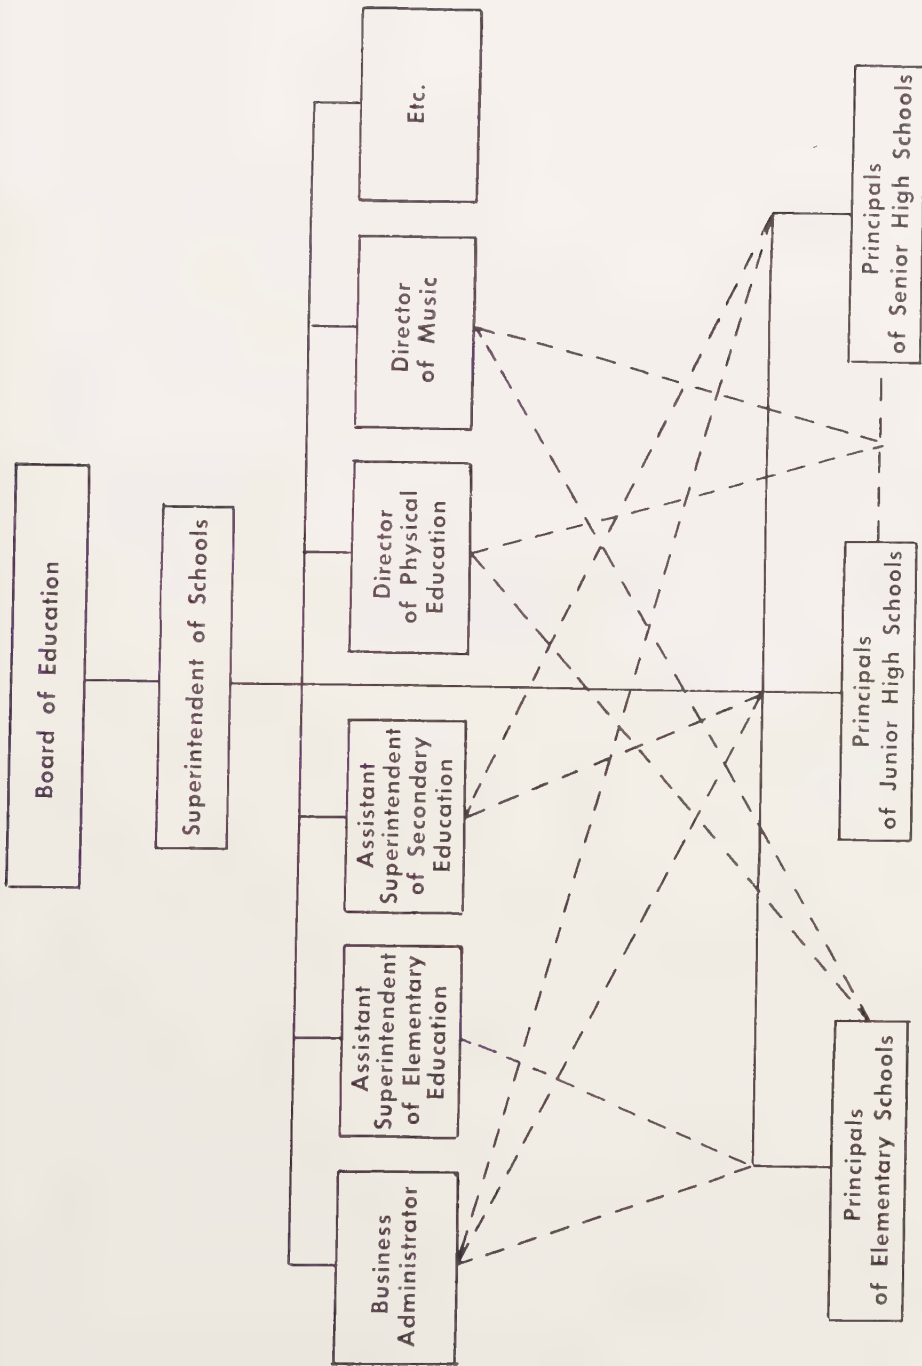 Board of Education
Superintendent of Schools
Business
Administrator
Assistant
Superintendent
of Elementary
Education
Assistant
Superintendent
of Secondary
Education
Director
of Physical
Education
Director
of Music
Etc.
Principals
of Elementary Schools
Principals
of Junior High Schools
Principals
of Senior High Schools